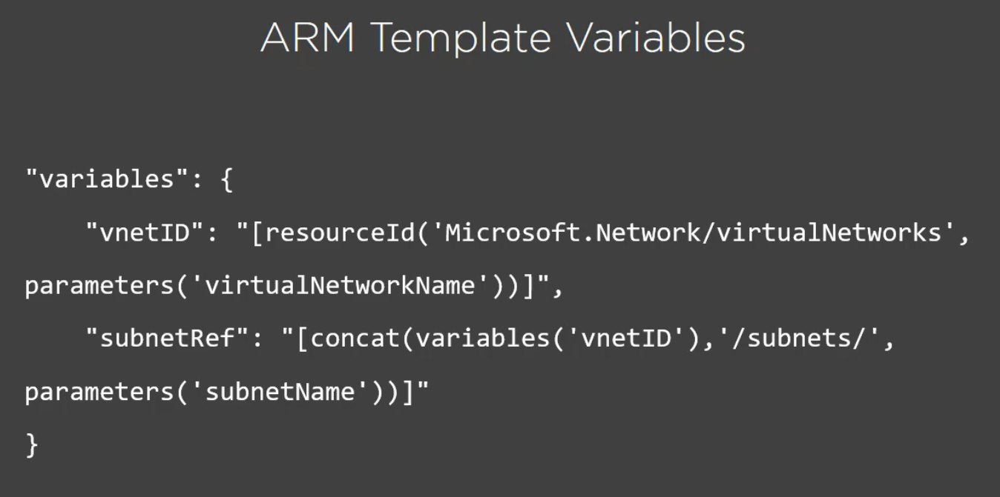 ARM Template Variables
"variables": {
"vnetID": "[resourceId('Microsoft.Network/virtualNetworks',
parameters('virtualNetworkName'))]",
"subnetRef": "[concat(variables('vnetID'),'/subnets/',
parameters('subnetName'))]"
}